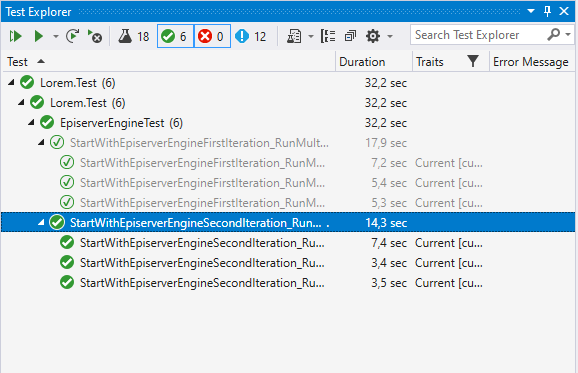 Test Explorer
18 6 0 12 Search Test Explorer
Test Duration Traits Error Message
Lorem.Test (6) 32,2 sec
Lorem.Test (6) 32,2 sec
EpiserverEngineTest (6) 32,2 sec
StartWithEpiserverEngineFirstIteration_RunMult... 17,9 sec
StartWithEpiserverEngineFirstIteration_RunM... 7,2 sec Current [cu...
StartWithEpiserverEngineFirstIteration_RunM... 5,4 sec Current [cu...
StartWithEpiserverEngineFirstIteration_RunM... 5,3 sec Current [cu...
StartWithEpiserverEngineSecondIteration_Run... . 14,3 sec
StartWithEpiserverEngineSecondIteration_Ru... 7,4 sec Current [cu...
StartWithEpiserverEngineSecondIteration_Ru... 3,4 sec Current [cu...
StartWithEpiserverEngineSecondIteration_Ru... 3,5 sec Current [cu...